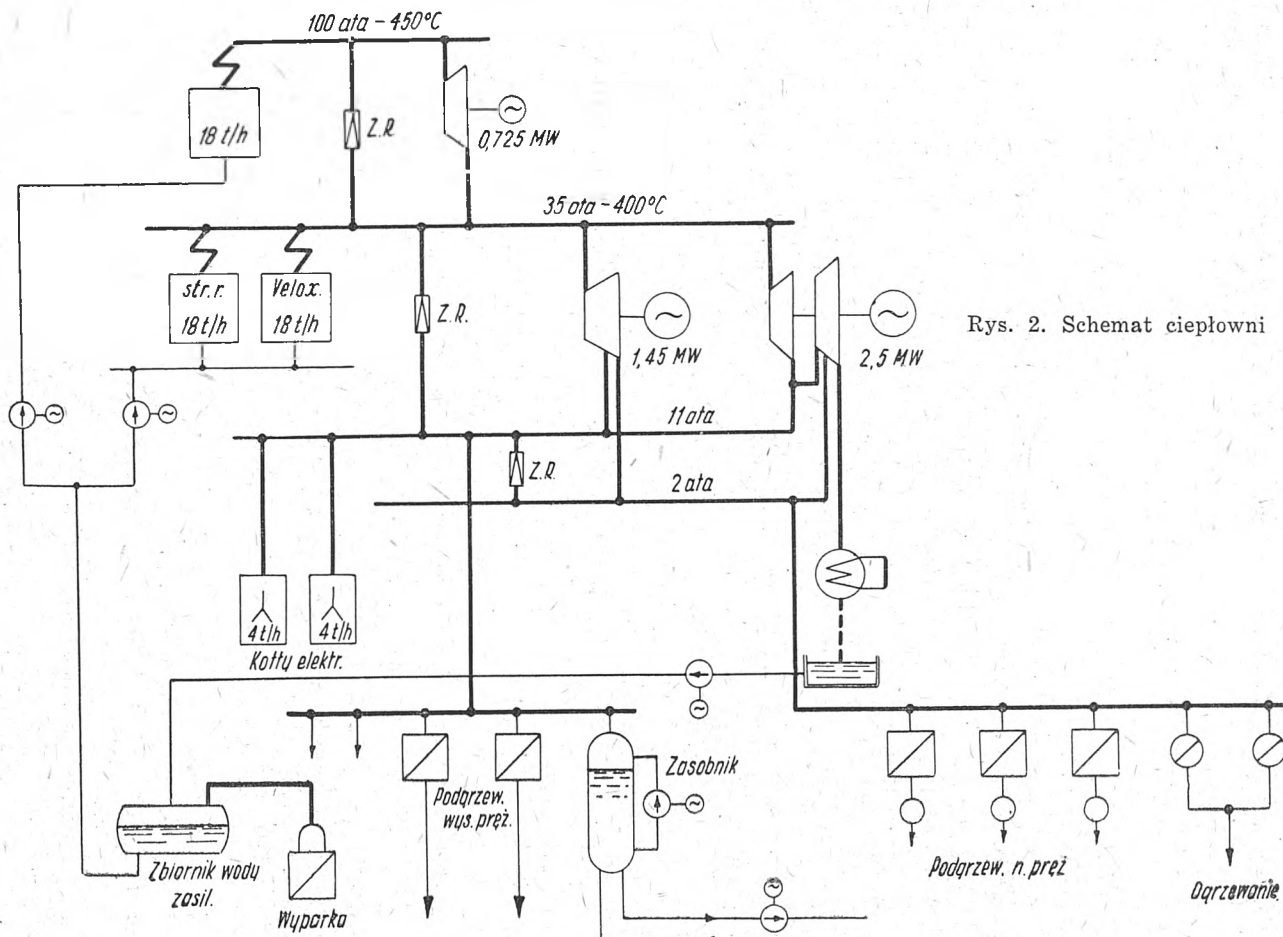 100 ata – 450°C
18 t/h
Z.R.
0,725 MW
35 ata – 400°C
str. r.
18 t/h
Velox.
18 t/h
Z.R.
1,45 MW
2,5 MW
Rys. 2. Schemat ciepłowni
11 ata
Z.R.
2 ata
4 t/h
4 t/h
Kotły elektr.
Zasobnik
Podgrzew.
wys. pręż.
Zbiornik wody
zasil.
Wyparka
Podgrzew. n. pręż
Ogrzewanie